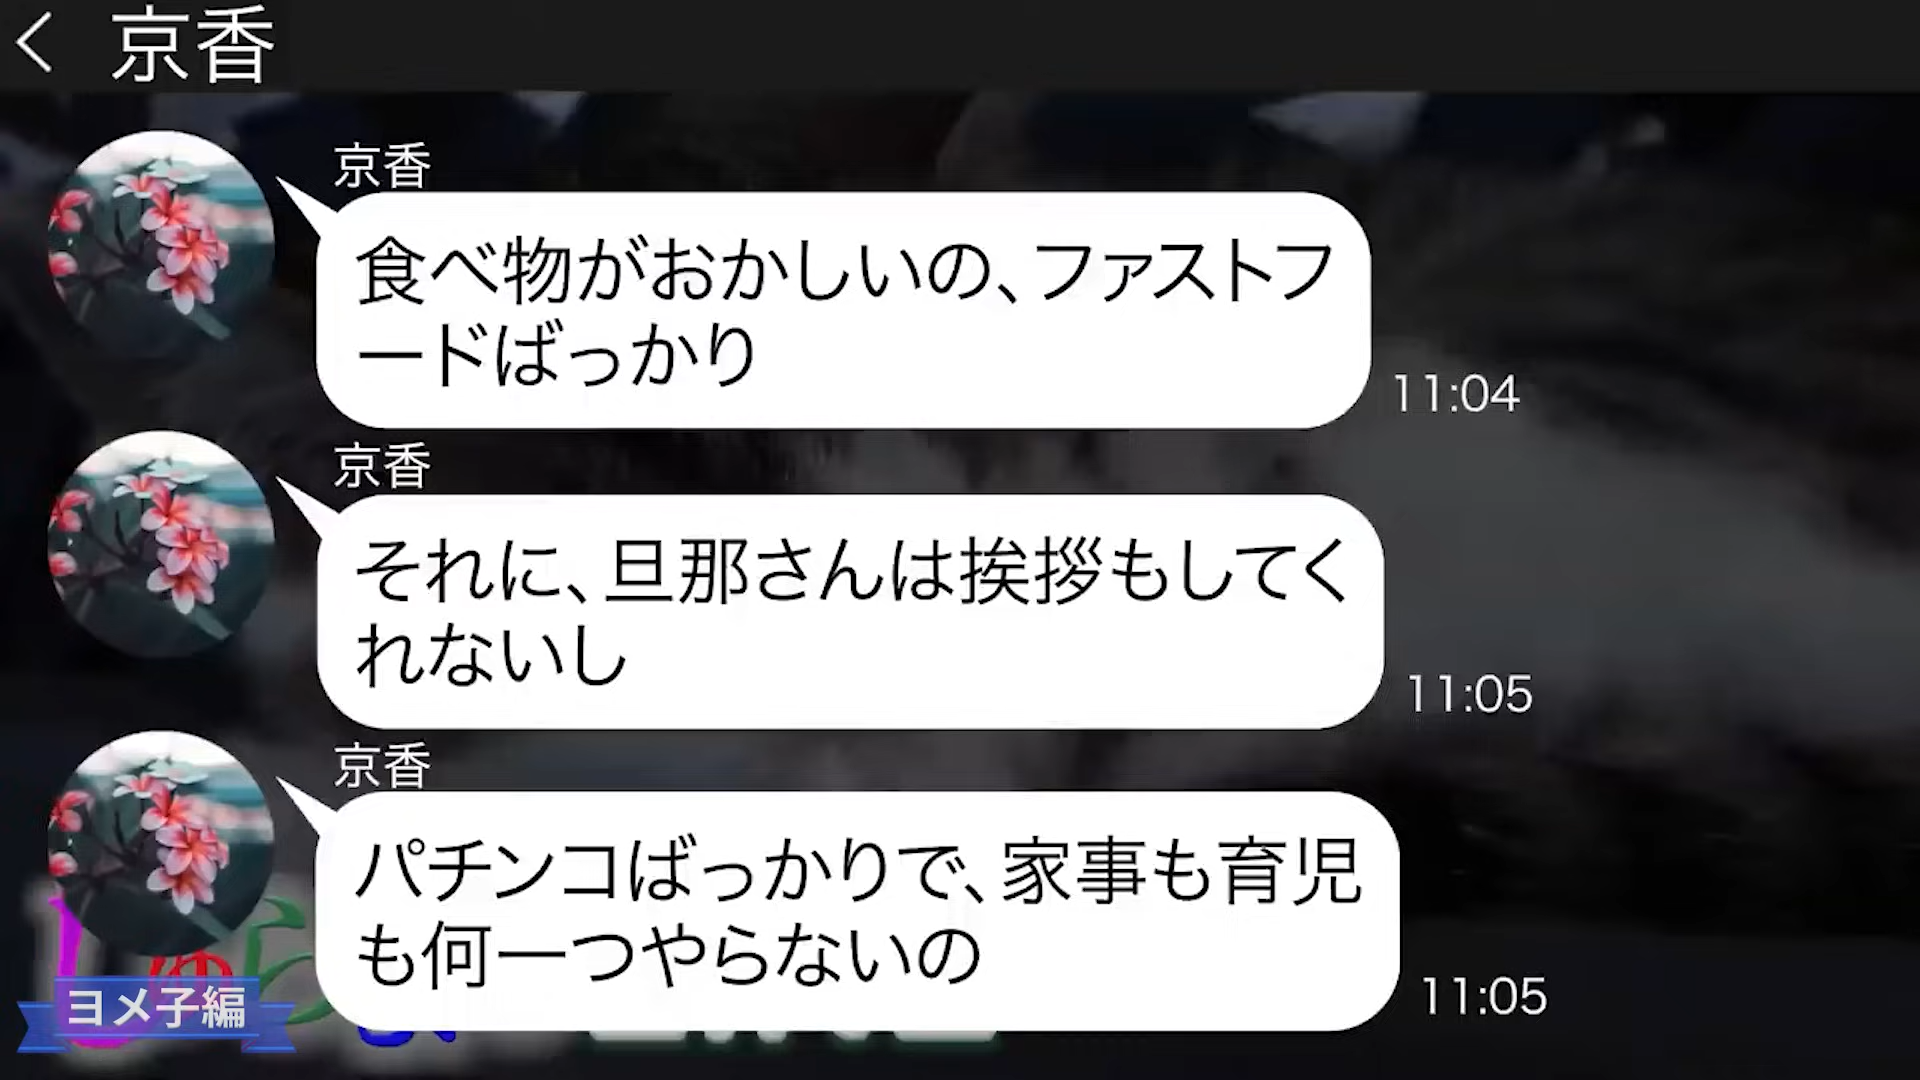 京香
京香
食べ物がおかしいの、ファストフ
ードばっかり
11:04
京香
それに、旦那さんは挨拶もしてく
れないし
11:05
京香
パチンコばっかりで、家事も育児
も何一つやらないの
11:05
ヨメ子編